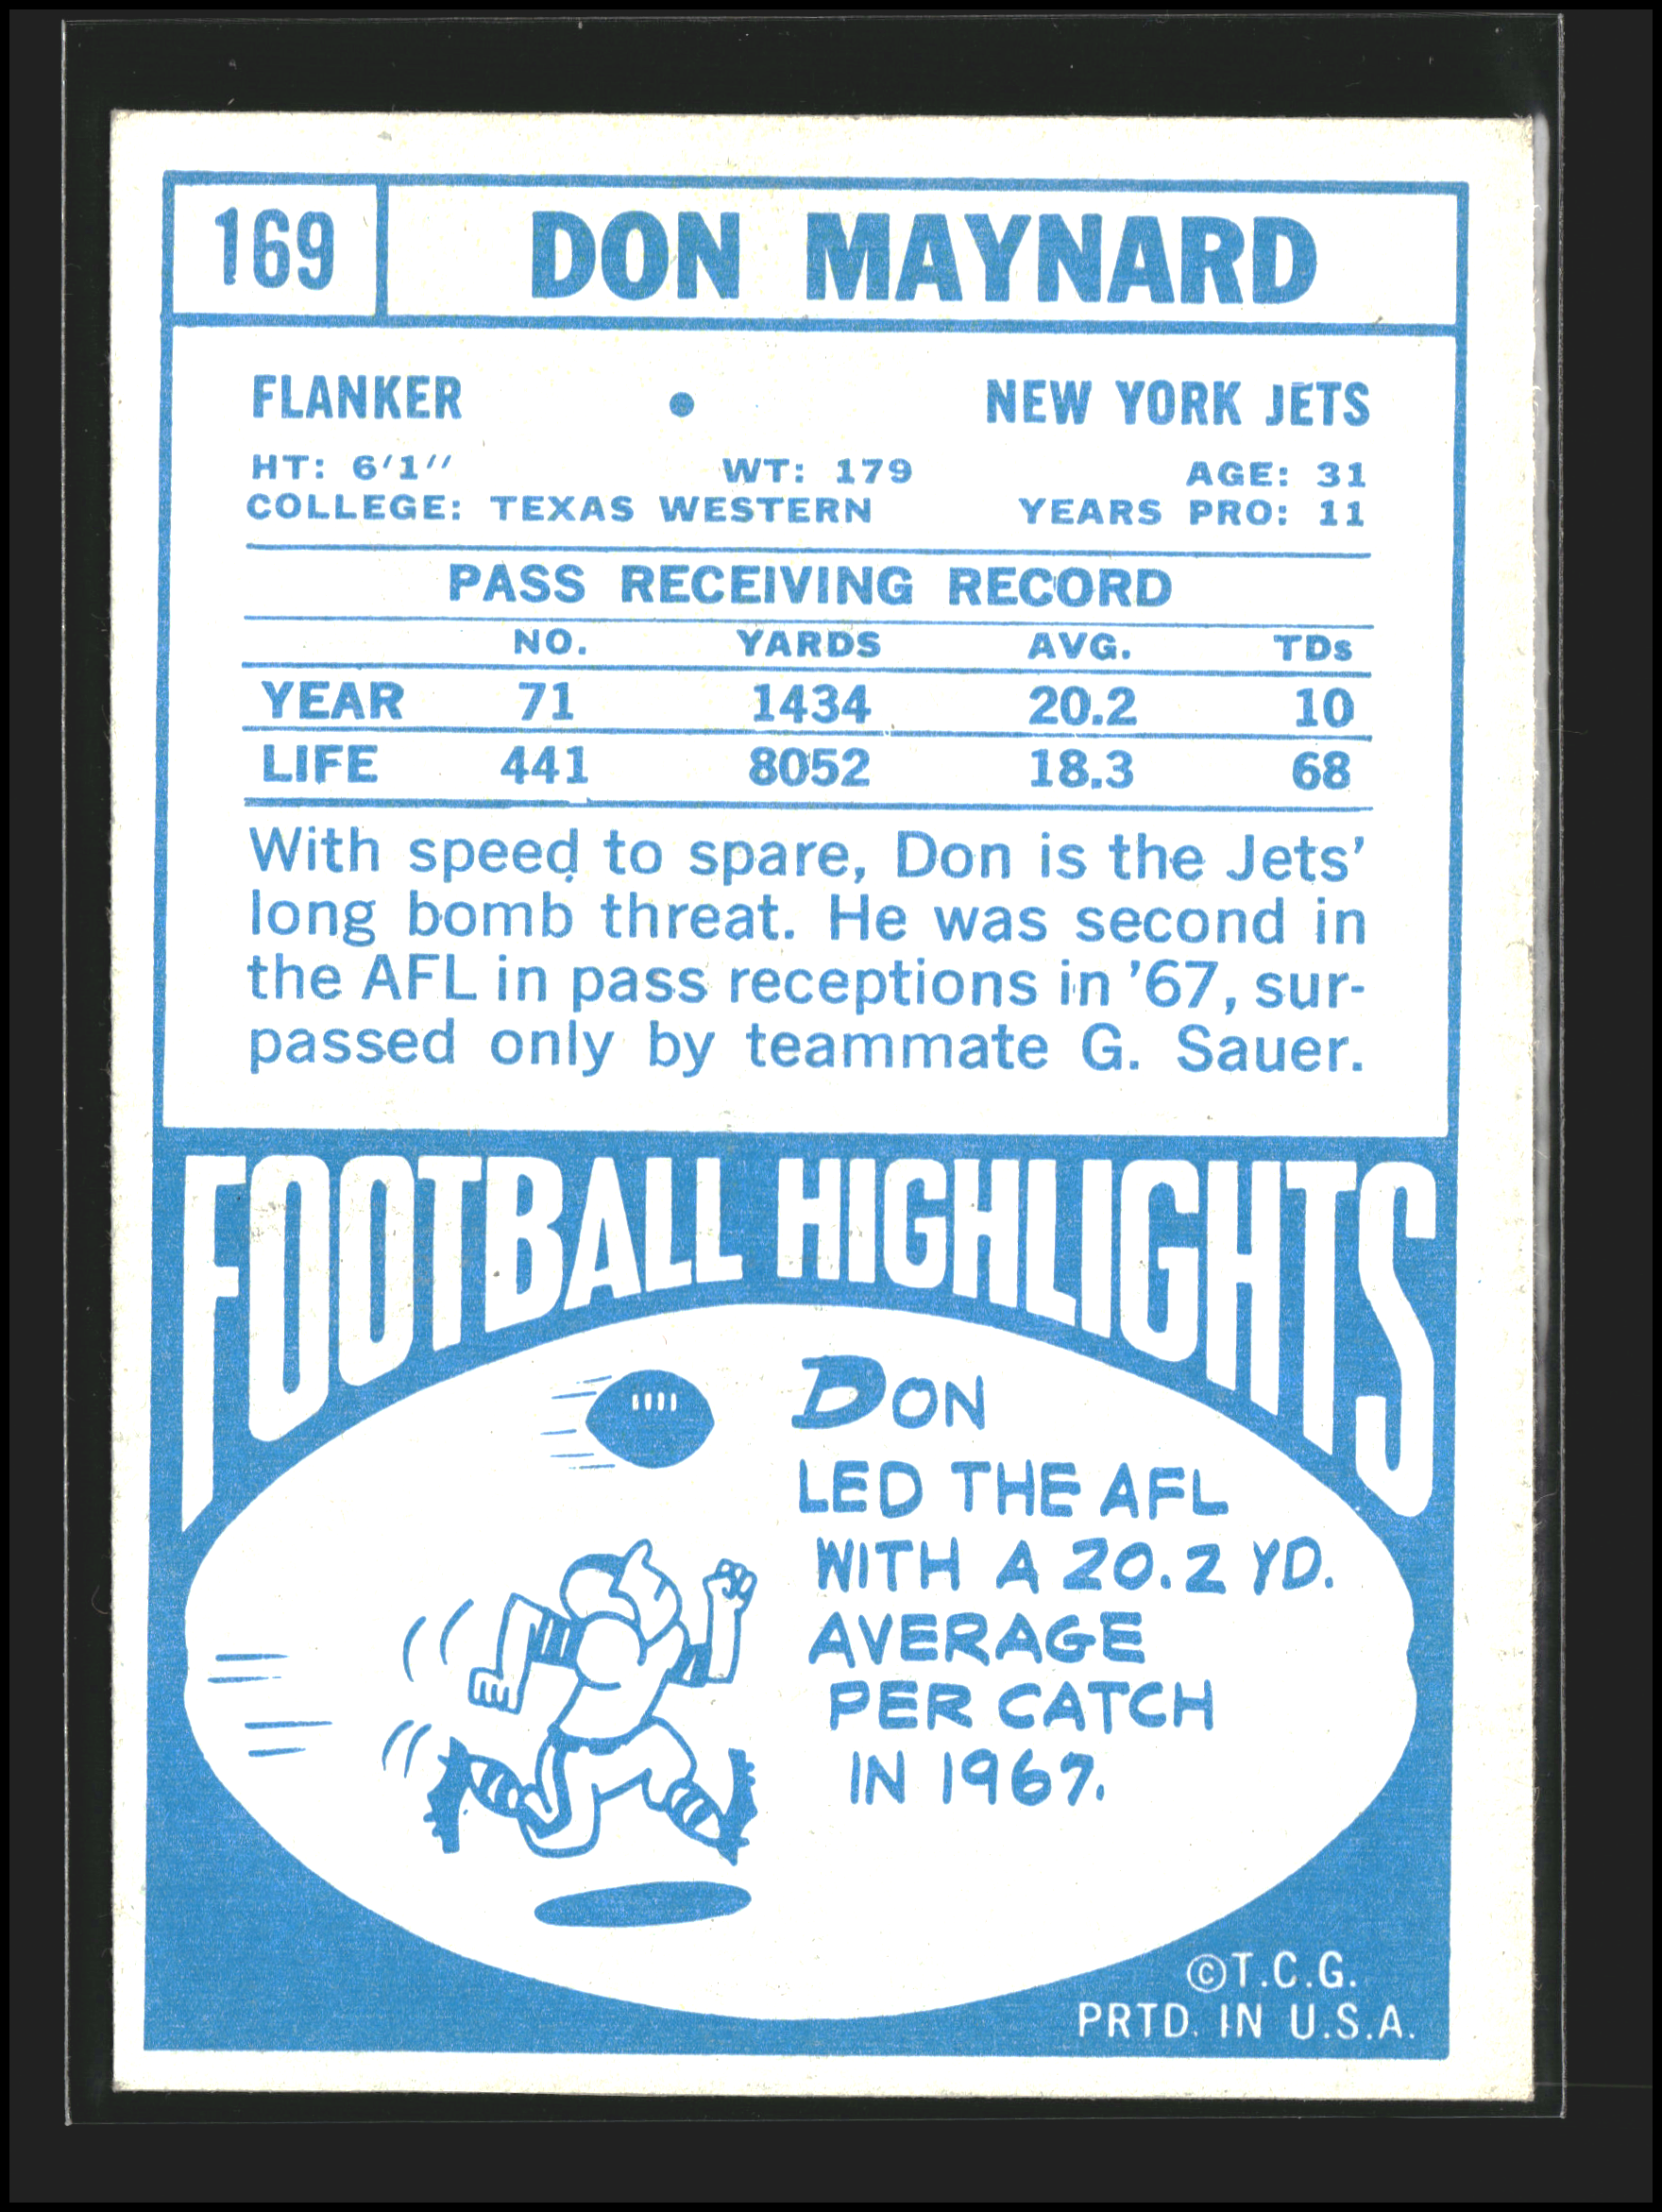 169 DON MAYNARD
FLANKER • NEW YORK JETS
HT: 6'1" WT: 179 AGE: 31
COLLEGE: TEXAS WESTERN YEARS PRO: 11
PASS RECEIVING RECORD
NO. YARDS AVG. TDs
YEAR 71 1434 20.2 10
LIFE 441 8052 18.3 68
With speed to spare, Don is the Jets'
long bomb threat. He was second in
the AFL in pass receptions in '67, sur-
passed only by teammate G. Sauer.
FOOTBALL HIGHLIGHTS
DON
LED THE AFL
WITH A 20.2 YD.
AVERAGE
PER CATCH
IN 1967.
©T.C.G.
PRTD. IN U.S.A.